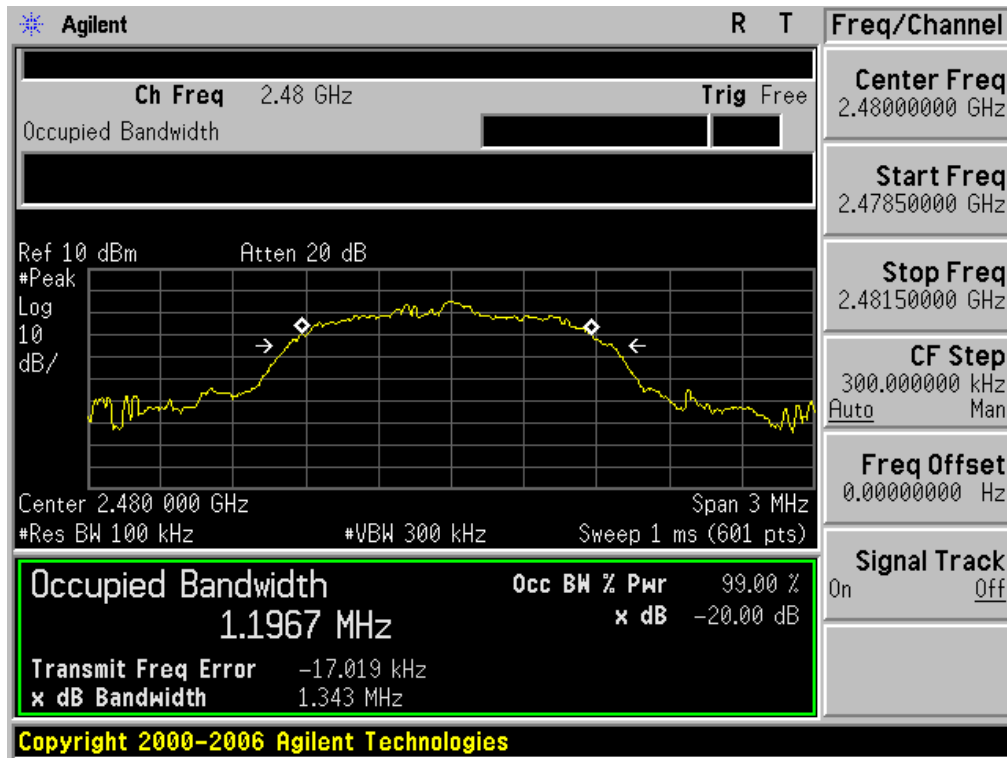 Agilent R T
Ch Freq 2.48 GHz Trig Free
Occupied Bandwidth
Ref 10 dBm Atten 20 dB
#Peak
Log
10
dB/
Center 2.480 000 GHz Span 3 MHz
#Res BW 100 kHz #VBW 300 kHz Sweep 1 ms (601 pts)
Occupied Bandwidth
1.1967 MHz
Occ BW % Pwr 99.00 %
x dB -20.00 dB
Transmit Freq Error -17.019 kHz
x dB Bandwidth 1.343 MHz
Copyright 2000-2006 Agilent Technologies
Freq/Channel
Center Freq
2.48000000 GHz
Start Freq
2.47850000 GHz
Stop Freq
2.48150000 GHz
CF Step
300.000000 kHz
Auto Man
Freq Offset
0.00000000 Hz
Signal Track
On Off